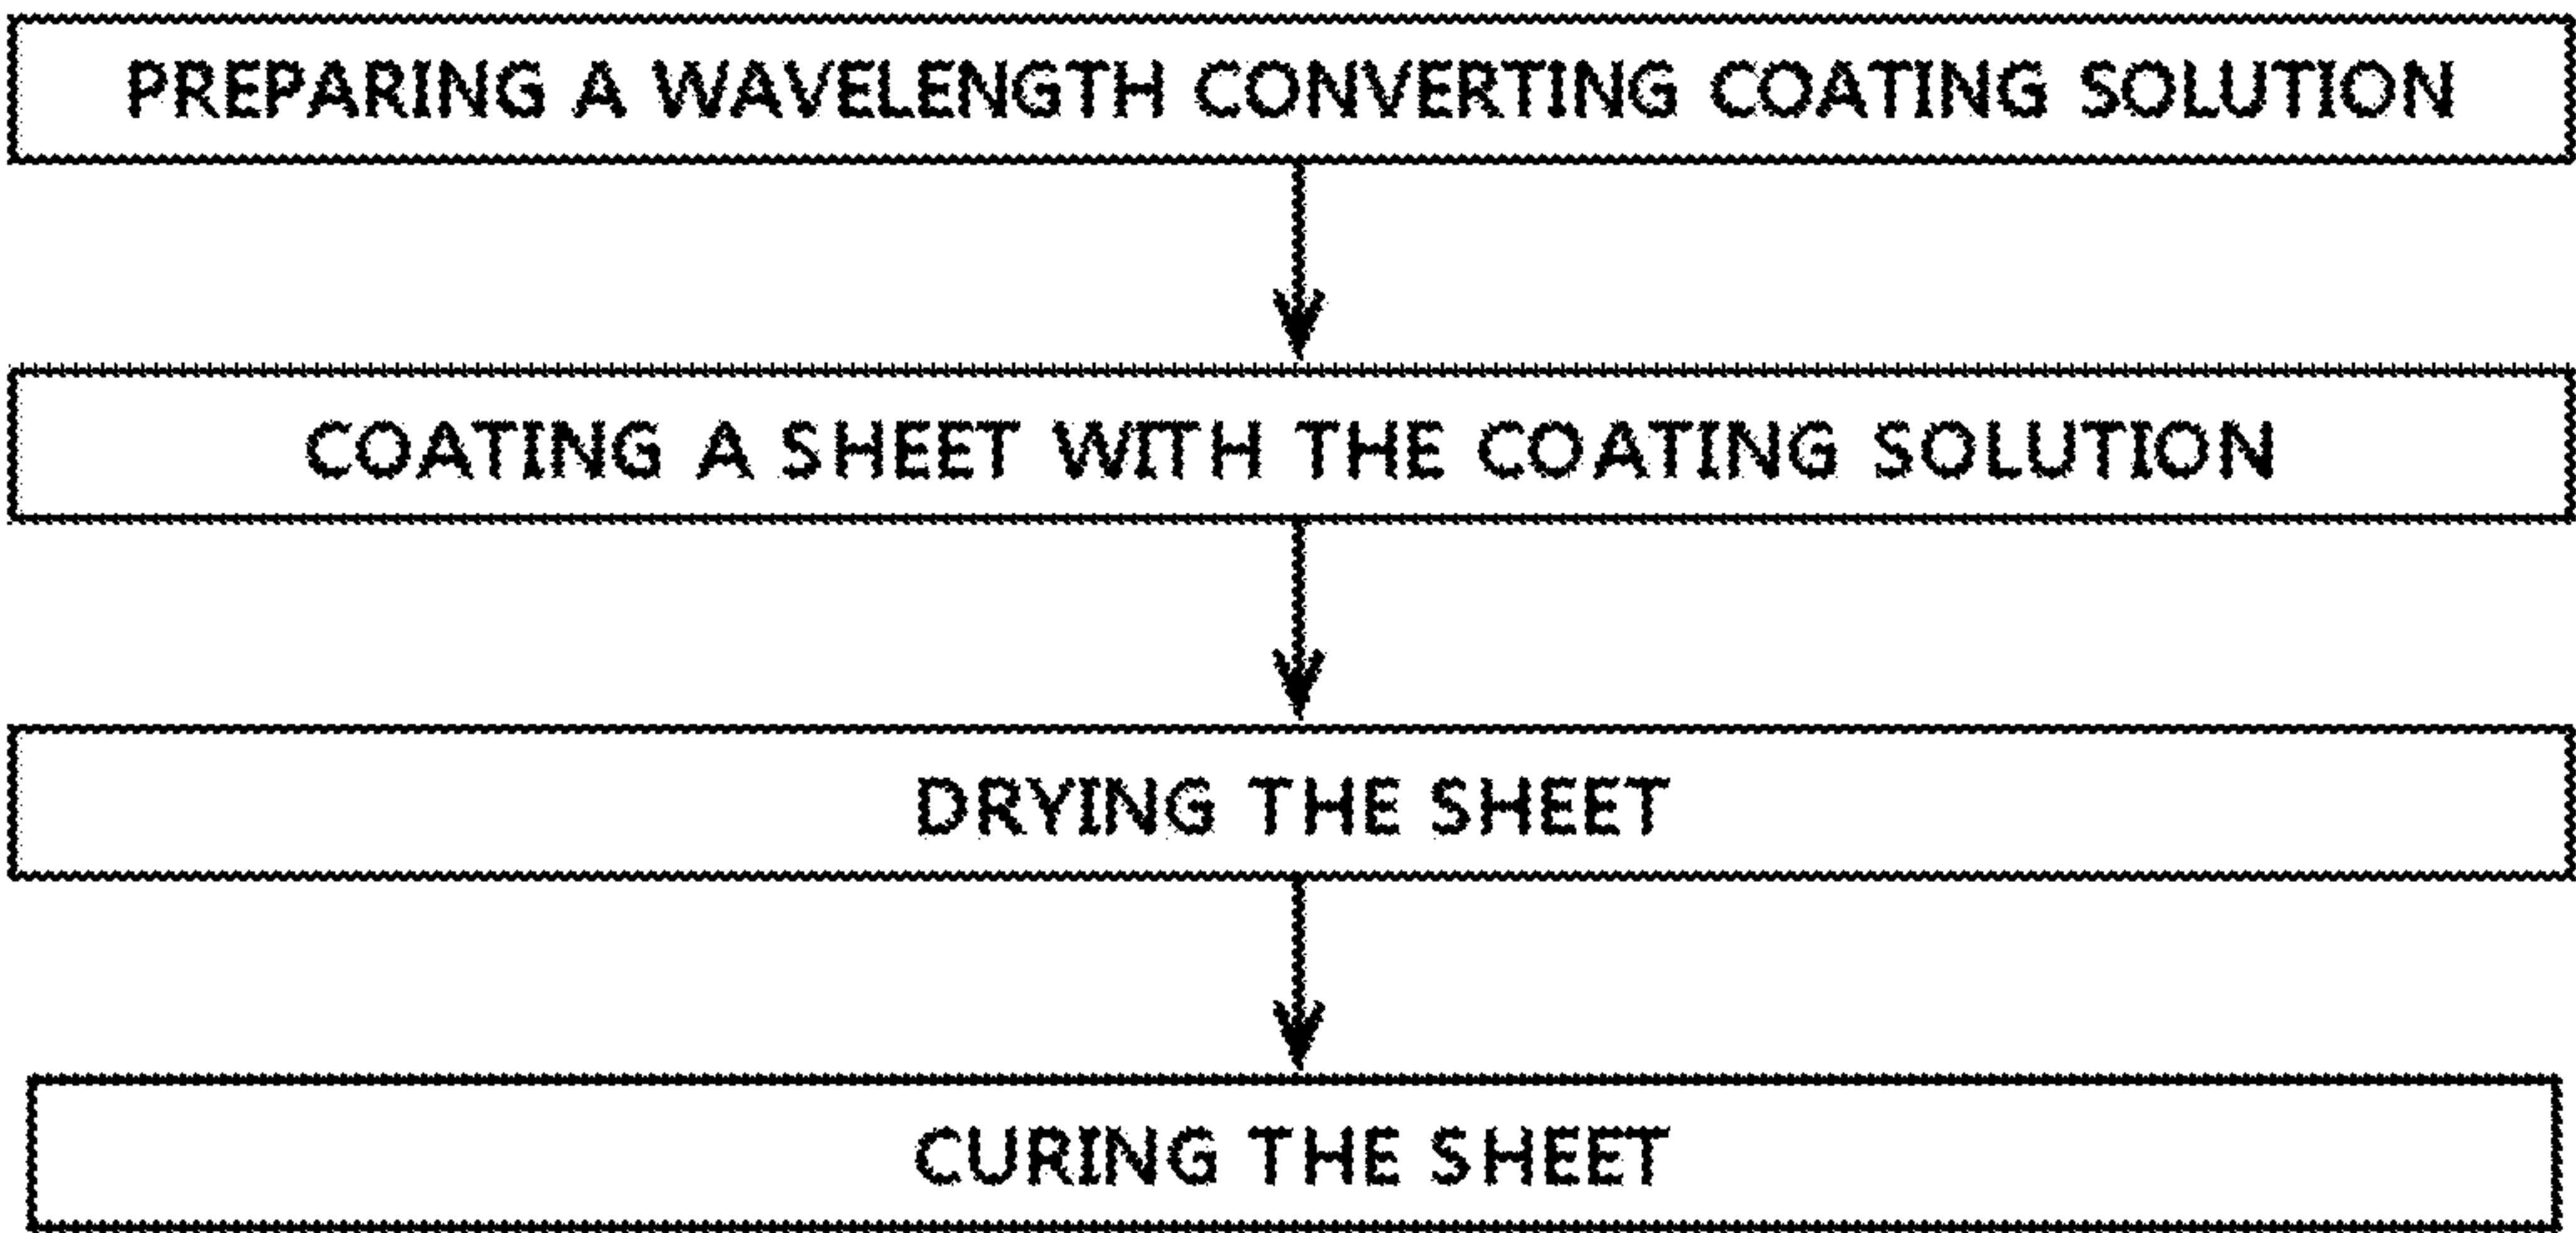 PREPARING A WAVELENGTH CONVERTING COATING SOLUTION
COATING A SHEET WITH THE COATING SOLUTION
DRYING THE SHEET
CURING THE SHEET